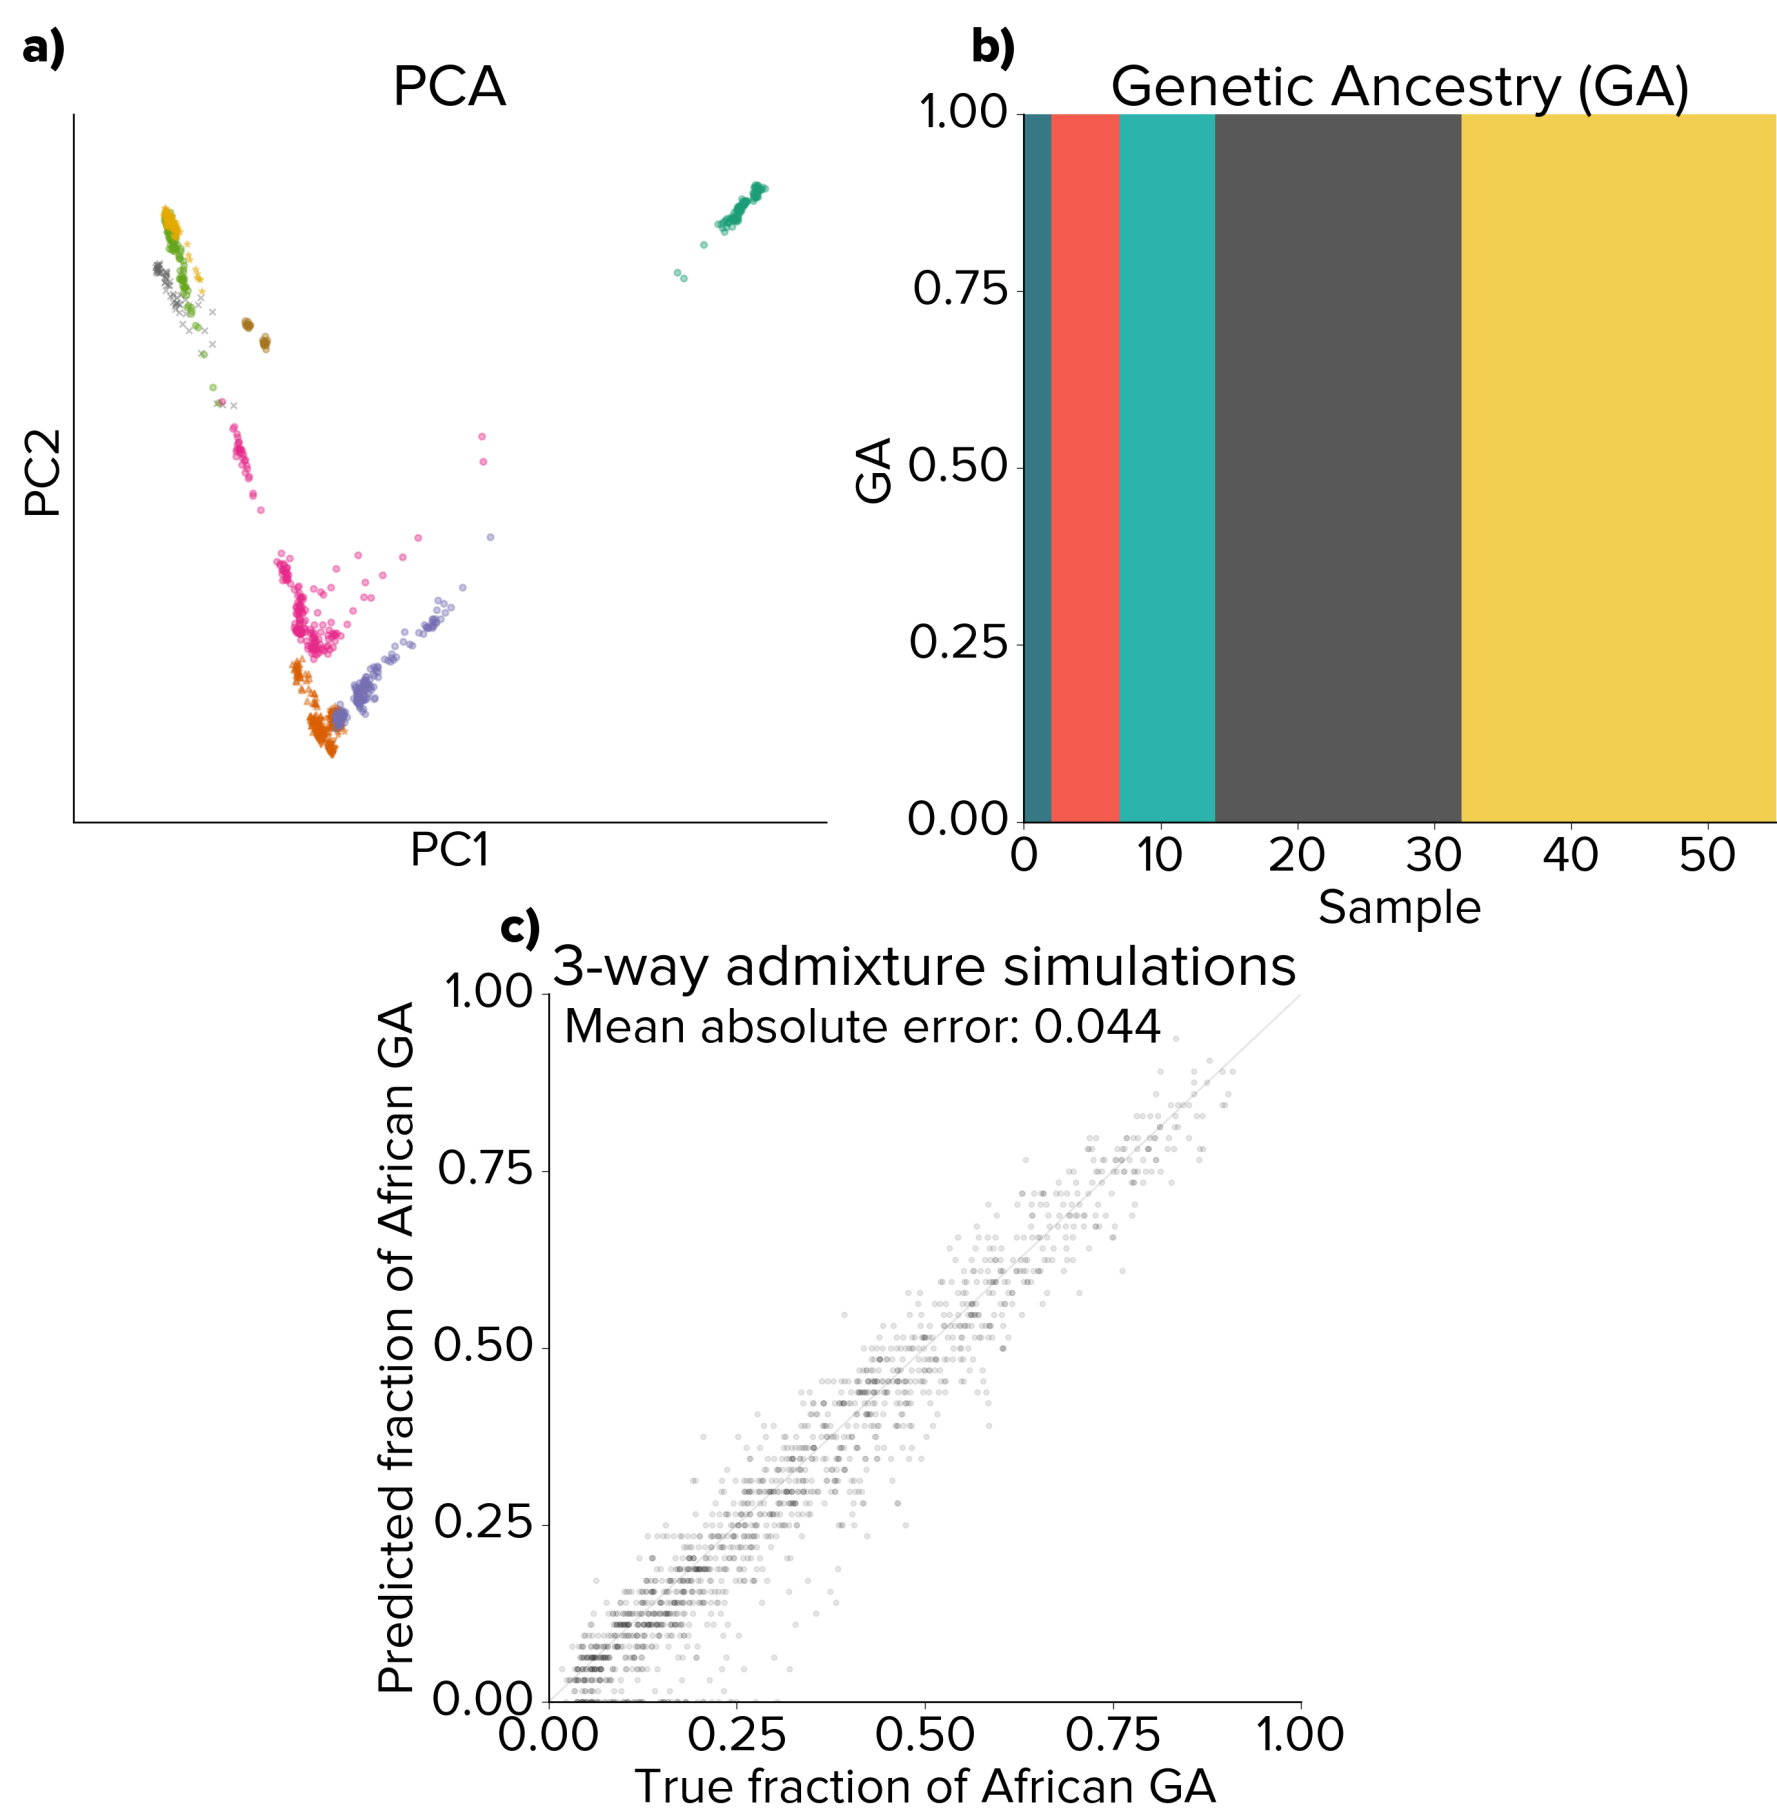 a)
PCA
PC2
PC1
b)
Genetic Ancestry (GA)
1.00
0.75
0.50
0.25
0.00
GA
0 10 20 30 40 50
Sample
c)
3-way admixture simulations
Mean absolute error: 0.044
1.00
0.75
0.50
0.25
0.00
Predicted fraction of African GA
0.00 0.25 0.50 0.75 1.00
True fraction of African GA